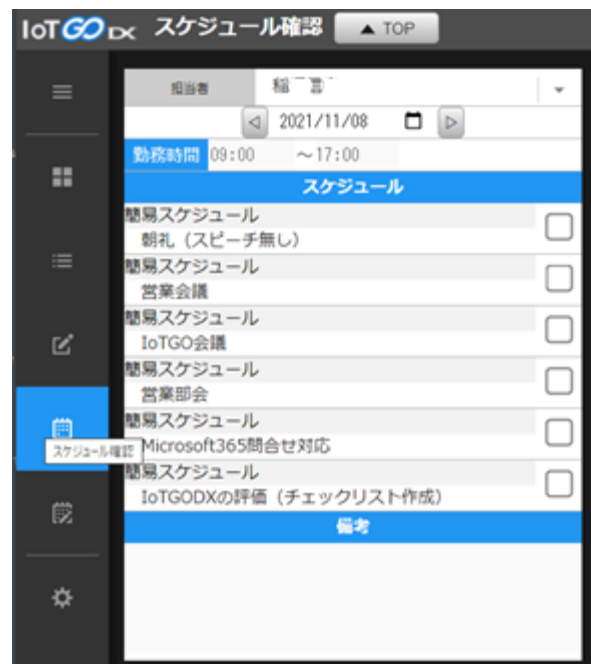 IoTGO DX スケジュール確認 ▲ TOP
担当者
2021/11/08
勤務時間 09:00 ～17:00
スケジュール
簡易スケジュール
朝礼（スピーチ無し）
簡易スケジュール
営業会議
簡易スケジュール
IoTGO会議
簡易スケジュール
営業部会
簡易スケジュール
スケジュール確認
Microsoft365問合せ対応
簡易スケジュール
IoTGODXの評価（チェックリスト作成）
備考